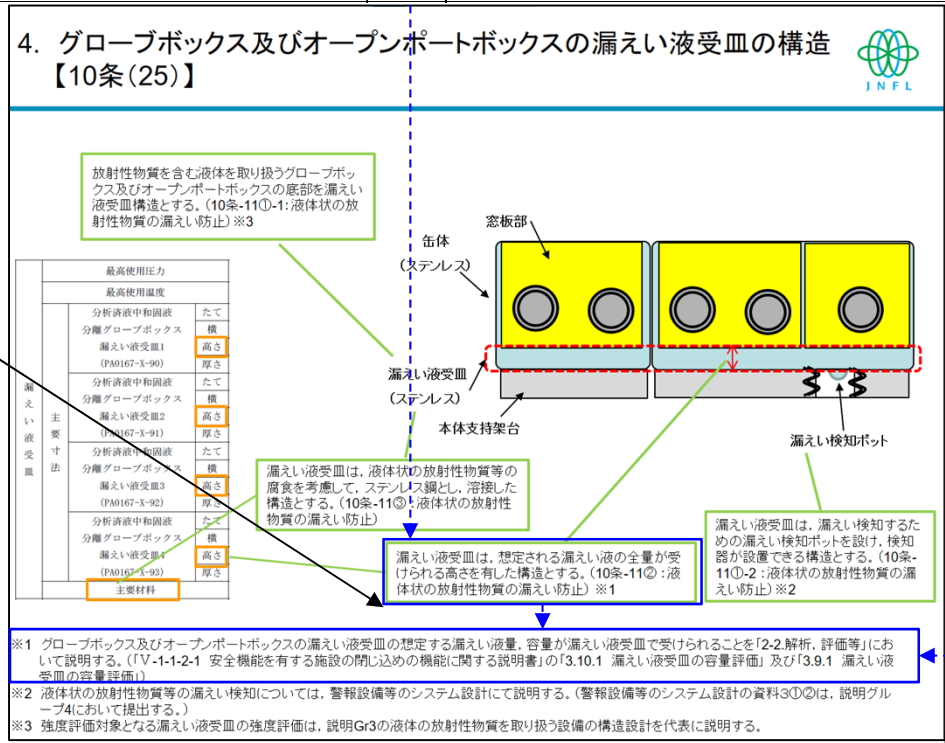 4. グローブボックス及びオープンポートボックスの漏えい液受皿の構造
【10条(25)】
JNFL
放射性物質を含む液体を取り扱うグローブボッ
クス及びオープンポートボックスの底部を漏えい
液受皿構造とする。(10条-11①-1:液体状の放
射性物質の漏えい防止)※3
窓板部
缶体
(ステンレス)
漏えい液受皿
(ステンレス)
本体支持架台
漏えい検知ポット
最高使用圧力
最高使用温度
漏えい液受皿
主要寸法
分析済液中和固液 たて
分離グローブボックス 横
漏えい液受皿1 高さ
(PA0167-X-90) 厚さ
分析済液中和固液 たて
分離グローブボックス 横
漏えい液受皿2 高さ
(PA0167-X-91) 厚さ
分析済液中和固液 たて
分離グローブボックス 横
漏えい液受皿3 高さ
(PA0167-X-92) 厚さ
分析済液中和固液 たて
分離グローブボックス 横
漏えい液受皿4 高さ
(PA0167-X-93) 厚さ
主要材料
漏えい液受皿は,液体状の放射性物質等の
腐食を考慮して,ステンレス鋼とし,溶接した
構造とする。(10条-11③:液体状の放射性
物質の漏えい防止)
漏えい液受皿は,想定される漏えい液の全量が受
けられる高さを有した構造とする。(10条-11②:液
体状の放射性物質の漏えい防止)※1
漏えい液受皿は,漏えい検知するた
めの漏えい検知ポットを設け,検知
器が設置できる構造とする。(10条-
11①-2:液体状の放射性物質の漏
えい防止)※2
※1 グローブボックス及びオープンポートボックスの漏えい液受皿の想定する漏えい液量,容量が漏えい液受皿で受けられることを「2-2.解析,評価等」にお
いて説明する。(「Ⅴ-1-1-2-1 安全機能を有する施設の閉じ込めの機能に関する説明書」の「3.10.1 漏えい液受皿の容量評価」及び「3.9.1 漏えい液
受皿の容量評価」)
※2 液体状の放射性物質等の漏えい検知については,警報設備等のシステム設計にて説明する。(警報設備等のシステム設計の資料3①②は,説明グル
ープ4において提出する。)
※3 強度評価対象となる漏えい液受皿の強度評価は,説明Gr3の液体の放射性物質を取り扱う設備の構造設計を代表に説明する。